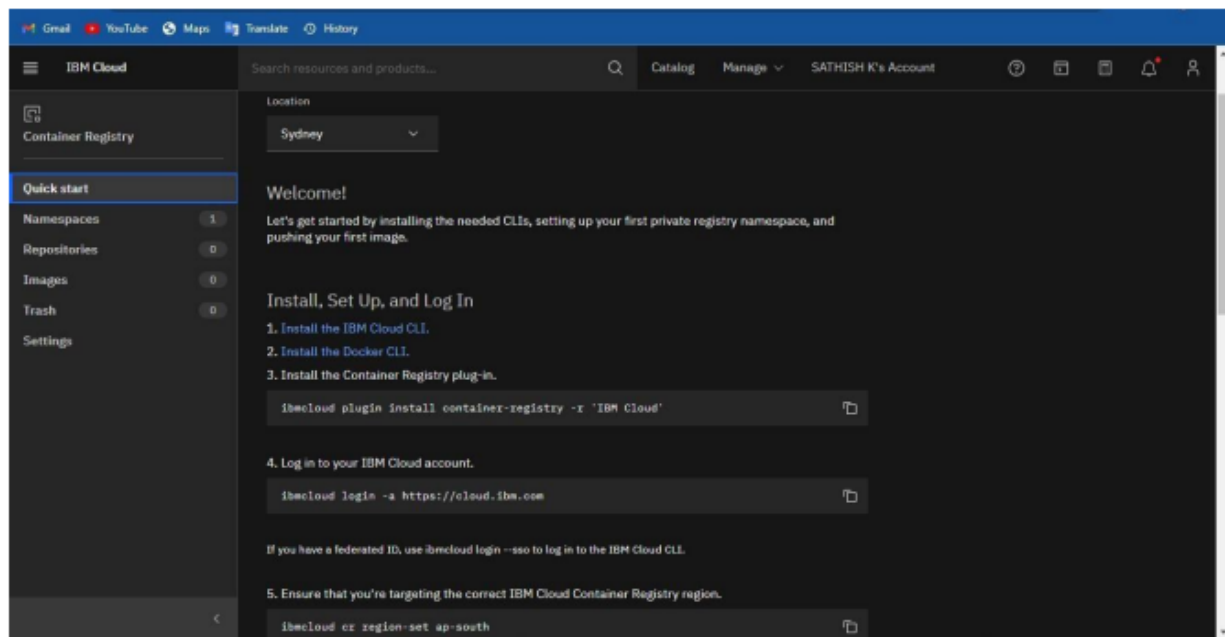 Gmail YouTube Maps Translate History
IBM Cloud Search resources and products... Catalog Manage SATHISH K's Account
Container Registry
Quick start
Namespaces 1
Repositories 0
Images 0
Trash 0
Settings
Location
Sydney
Welcome!
Let's get started by installing the needed CLIs, setting up your first private registry namespace, and
pushing your first image.
Install, Set Up, and Log In
1. Install the IBM Cloud CLI.
2. Install the Docker CLI.
3. Install the Container Registry plug-in.
ibmcloud plugin install container-registry -r 'IBM Cloud'
4. Log in to your IBM Cloud account.
ibmcloud login -a https://cloud.ibm.com
If you have a federated ID, use ibmcloud login --sso to log in to the IBM Cloud CLI.
5. Ensure that you're targeting the correct IBM Cloud Container Registry region.
ibmcloud cr region-set ap-south